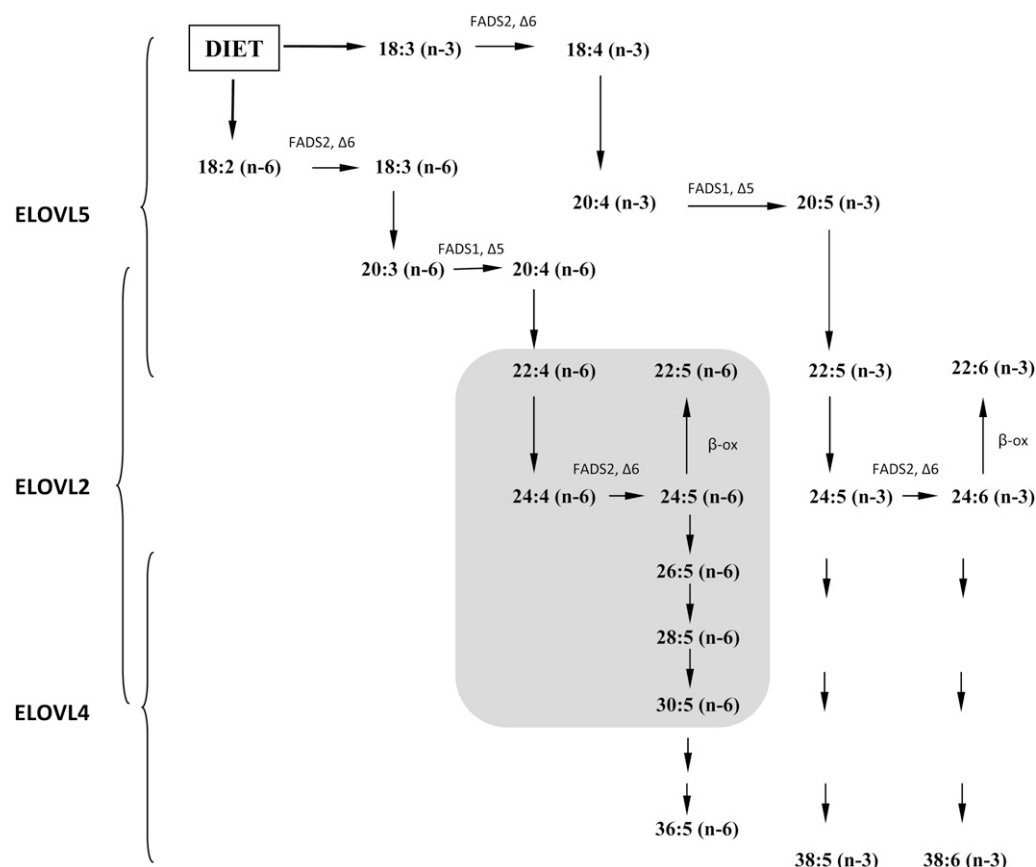 FADS2, Δ6
DIET
18:3 (n-3)
18:4 (n-3)
FADS2, Δ6
18:2 (n-6)
18:3 (n-6)
ELOVL5
20:4 (n-3)
FADS1, Δ5
20:5 (n-3)
20:3 (n-6)
FADS1, Δ5
20:4 (n-6)
22:4 (n-6)
22:5 (n-6)
22:5 (n-3)
22:6 (n-3)
β-ox
β-ox
ELOVL2
24:4 (n-6)
FADS2, Δ6
24:5 (n-6)
24:5 (n-3)
FADS2, Δ6
24:6 (n-3)
26:5 (n-6)
28:5 (n-6)
ELOVL4
30:5 (n-6)
36:5 (n-6)
38:5 (n-3)
38:6 (n-3)